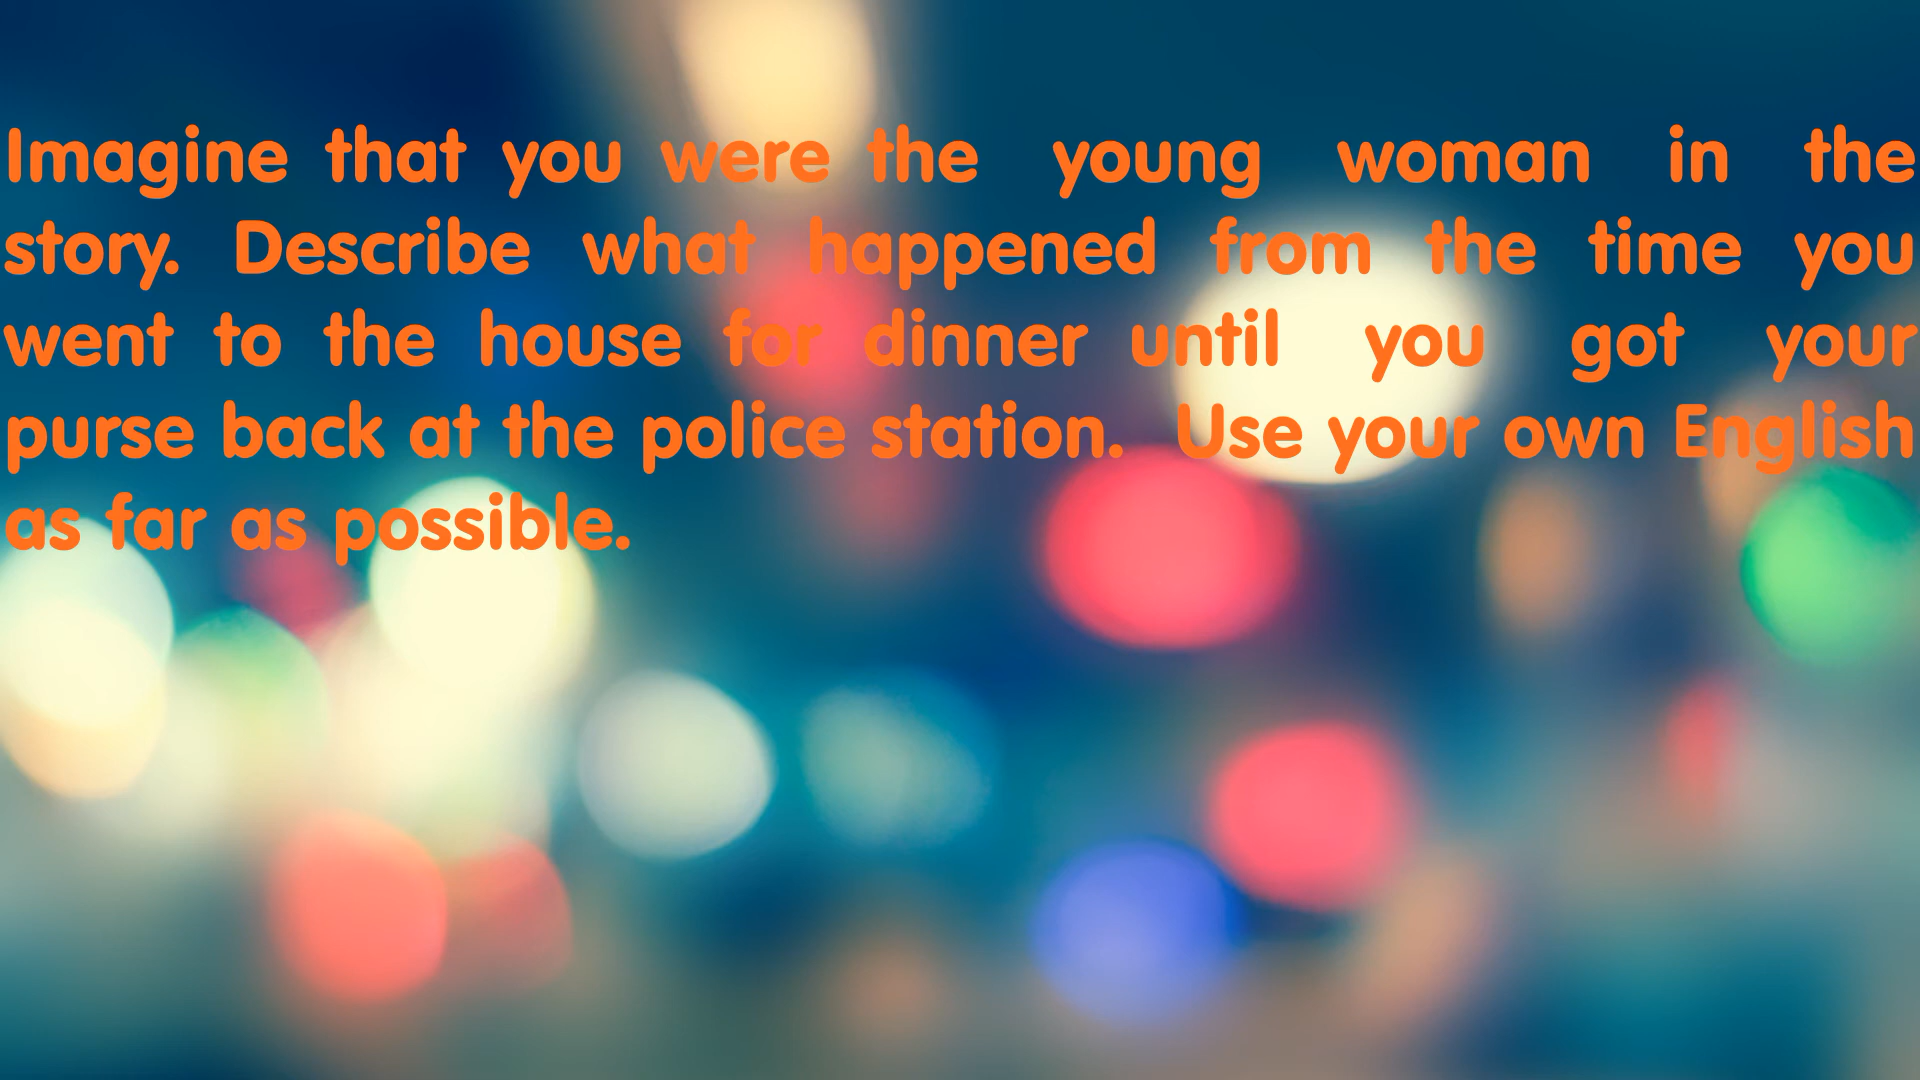 Imagine that you were the young woman in the
story. Describe what happened from the time you
went to the house for dinner until you got your
purse back at the police station. Use your own English
as far as possible.